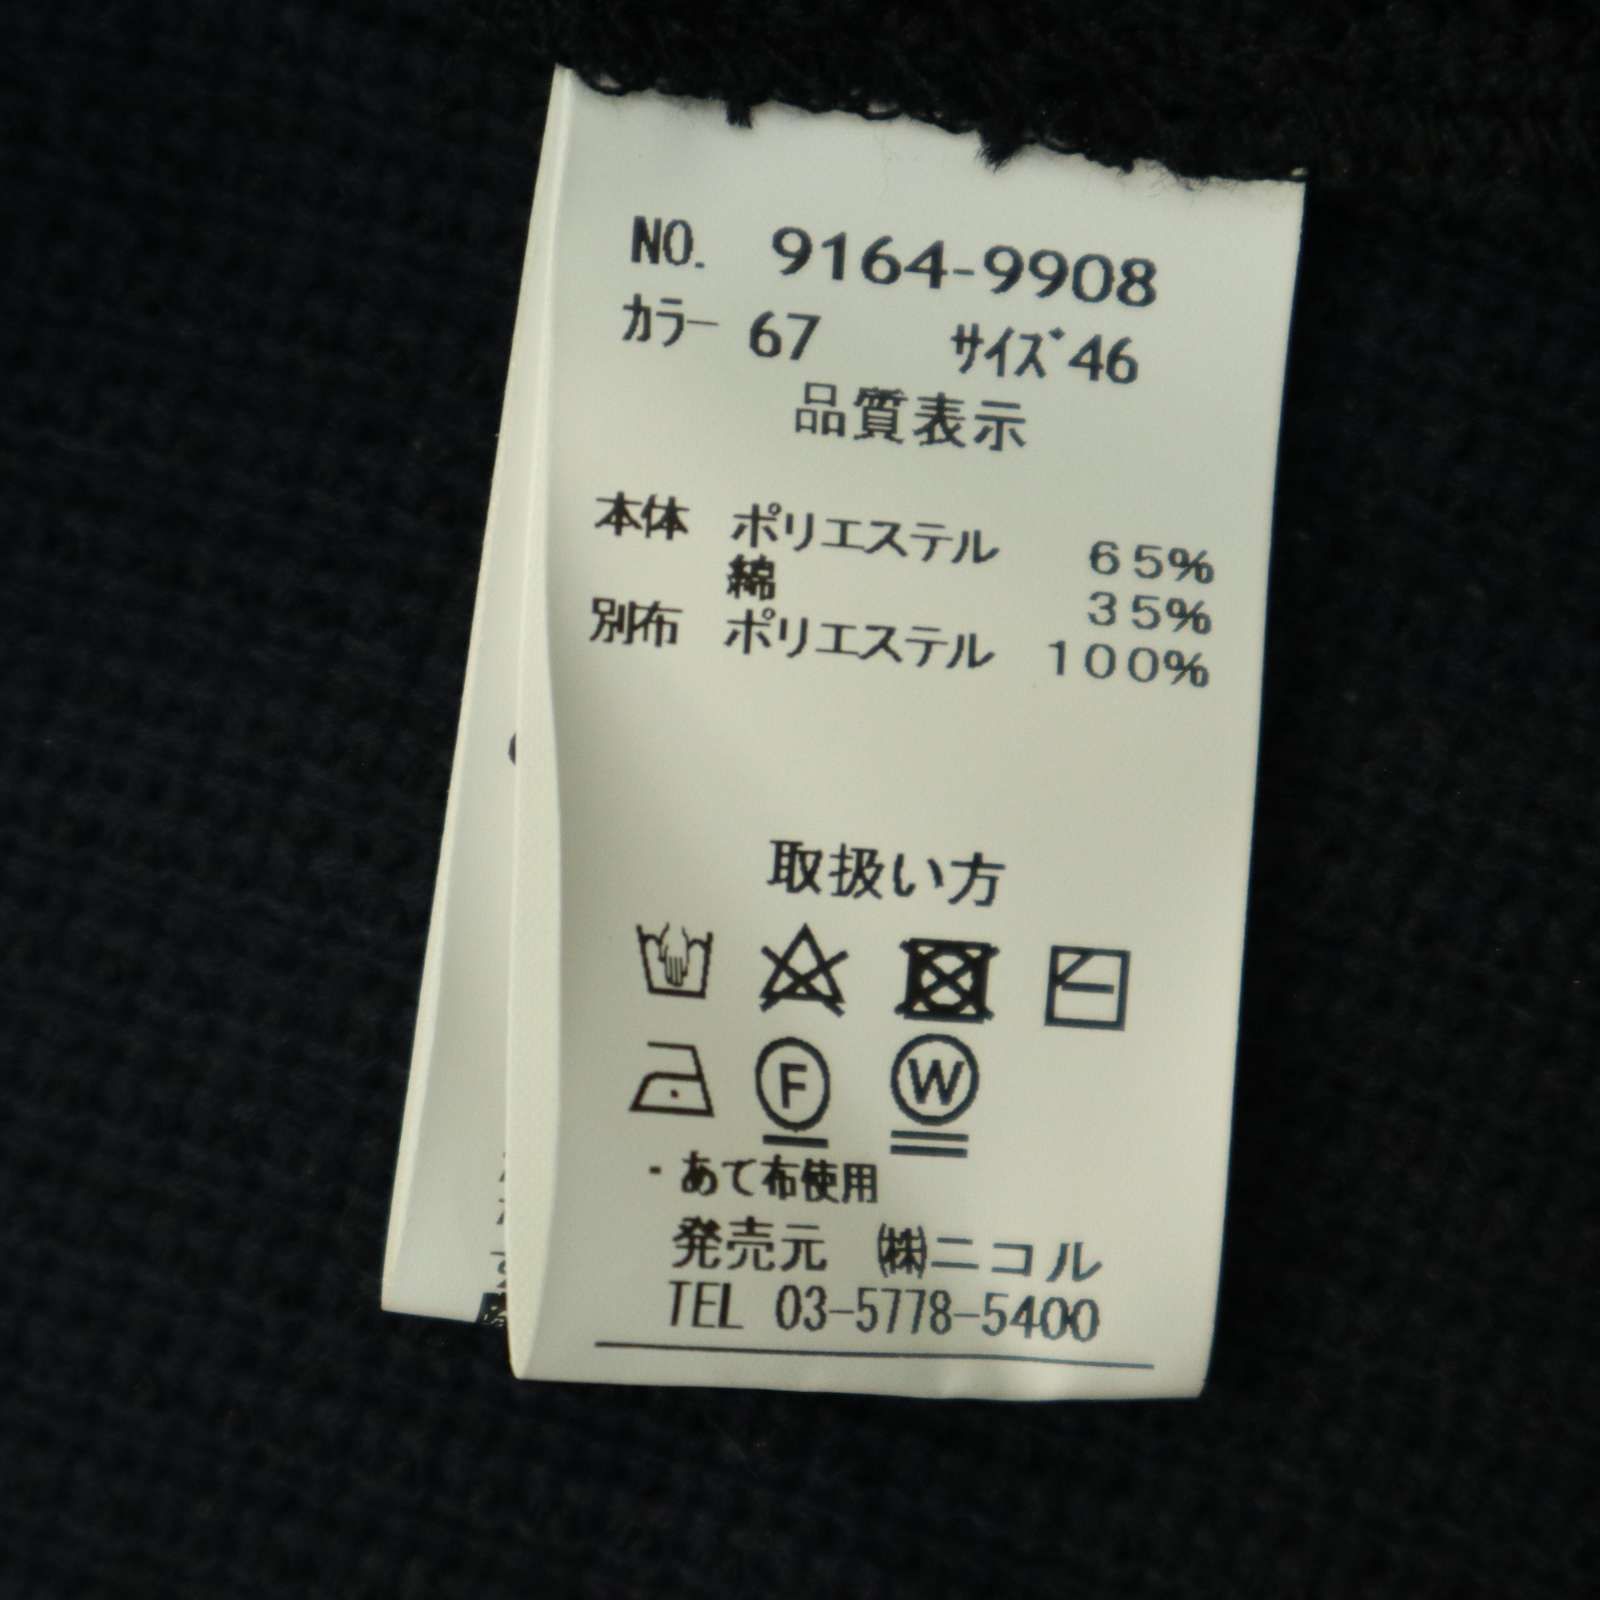 NO. 9164-9908
カラー 67 サイズ 46
品質表示
本体 ポリエステル 65%
綿 35%
別布 ポリエステル 100%
取扱い方
F W
・あて布使用
発売元 ㈱ニコル
TEL 03-5778-5400